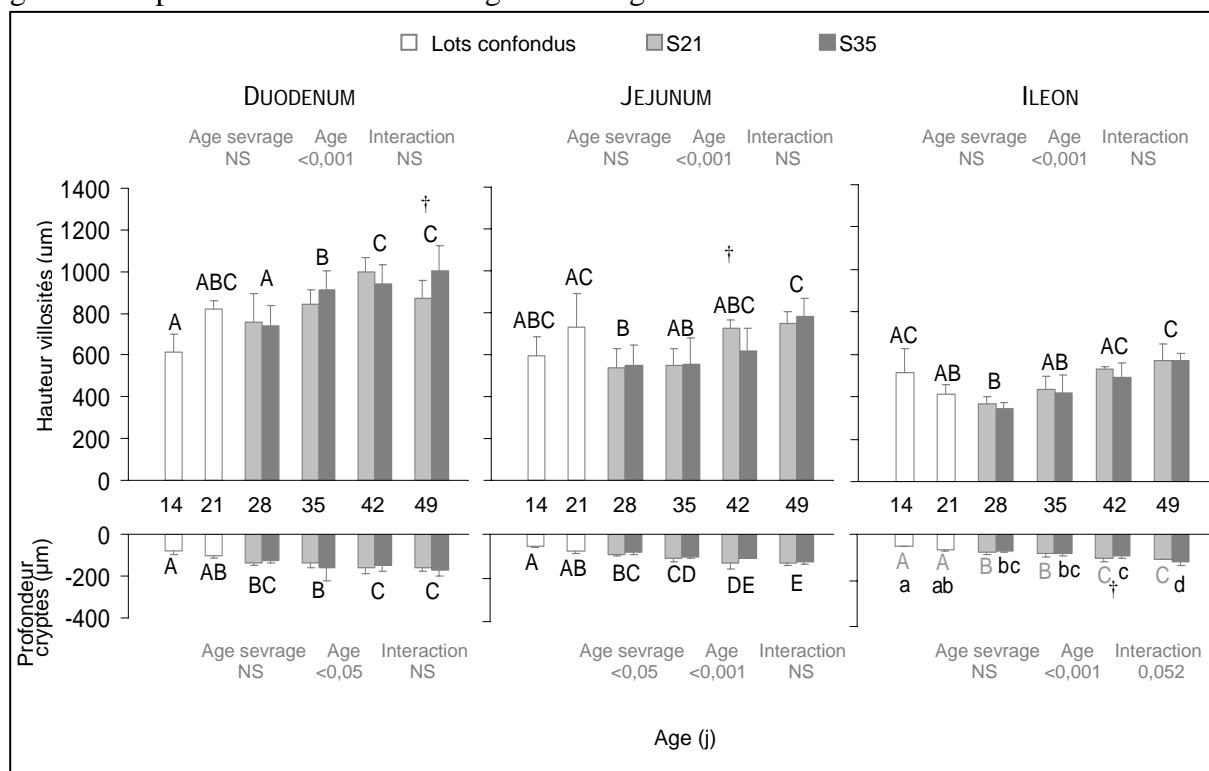 Lots confondus S21 S35
DUODENUM JEJUNUM ILEON
Age sevrage Age Interaction Age sevrage Age Interaction Age sevrage Age Interaction
NS <0,001 NS NS <0,001 NS NS <0,001 NS
Hauteur villosités (µm)
1400
1200
1000
800
600
400
200
0
† †
A ABC A B C C ABC AC B AB ABC C AC AB B AB AC C
14 21 28 35 42 49 14 21 28 35 42 49 14 21 28 35 42 49
Profondeur
cryptes (µm)
0
-200
-400
A AB BC B C C A AB BC CD DE E A A B bc B bc C c C d
a ab †
Age sevrage Age Interaction Age sevrage Age Interaction Age sevrage Age Interaction
NS <0,05 NS <0,05 <0,001 NS NS <0,001 0,052
Age (j)